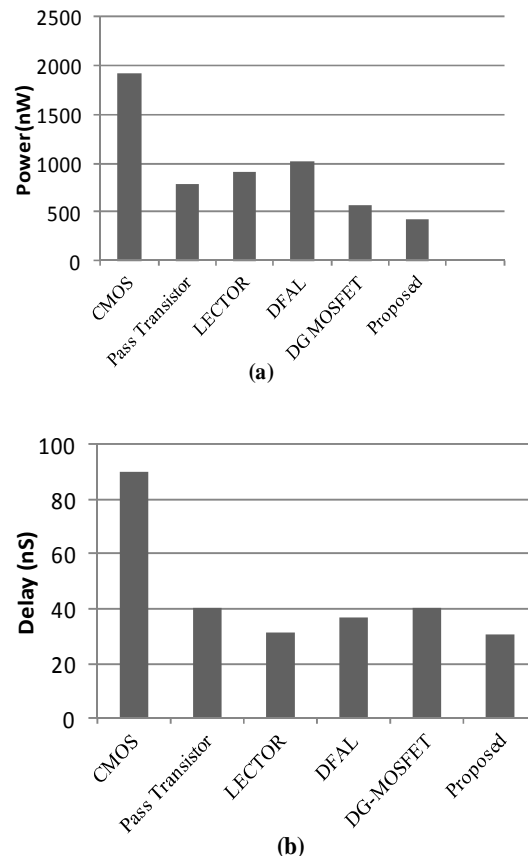 Power(nW)
2500
2000
1500
1000
500
0
CMOS
Pass Transistor
LECTOR
DFAL
DG MOSFET
Proposed
(a)
Delay (nS)
100
80
60
40
20
0
CMOS
Pass Transistor
LECTOR
DFAL
DG-MOSFET
Proposed
(b)